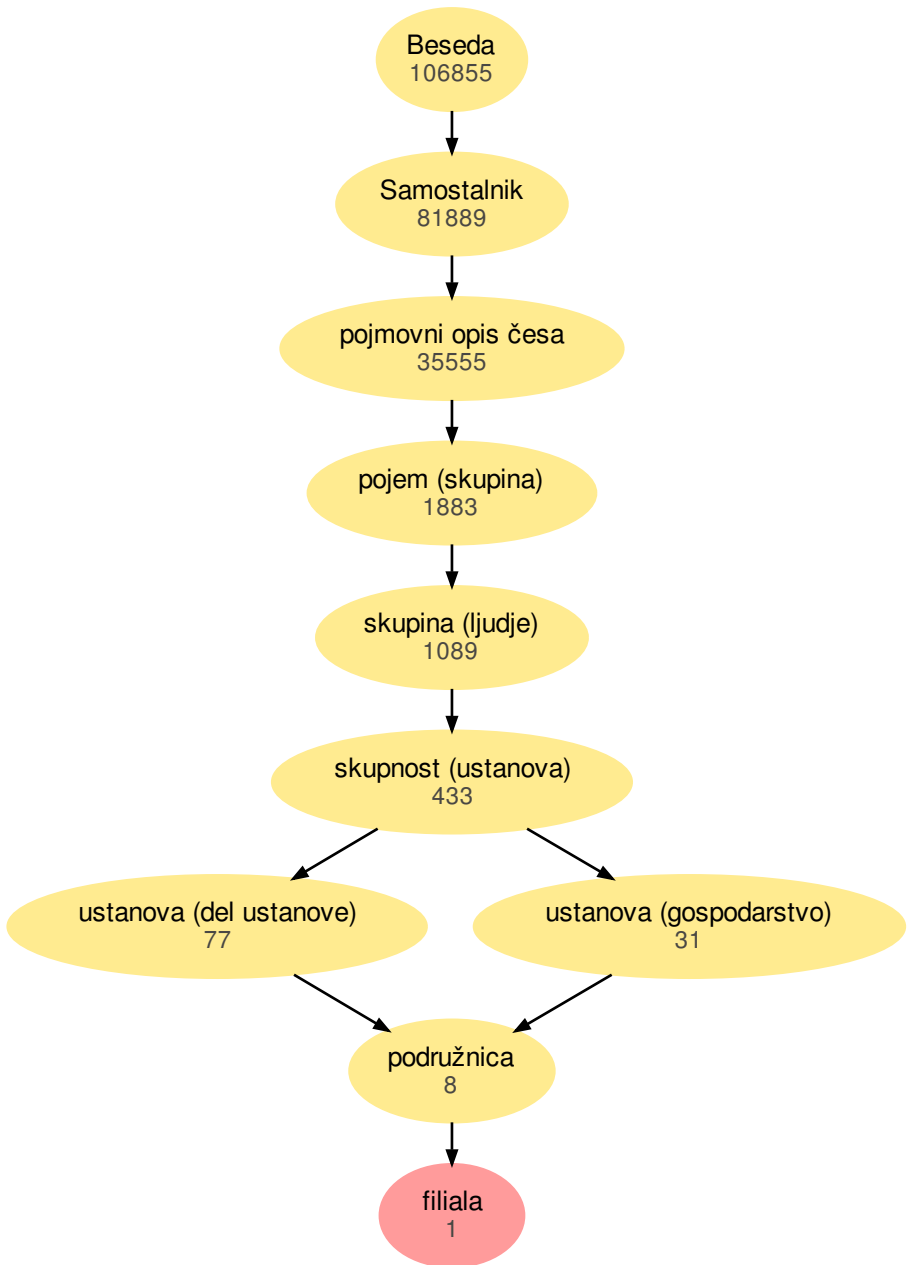 Beseda
106855
Samostalnik
81889
pojmovni opis česa
35555
pojem (skupina)
1883
skupina (ljudje)
1089
skupnost (ustanova)
433
ustanova (del ustanove)
77
ustanova (gospodarstvo)
31
podružnica
8
filiala
1